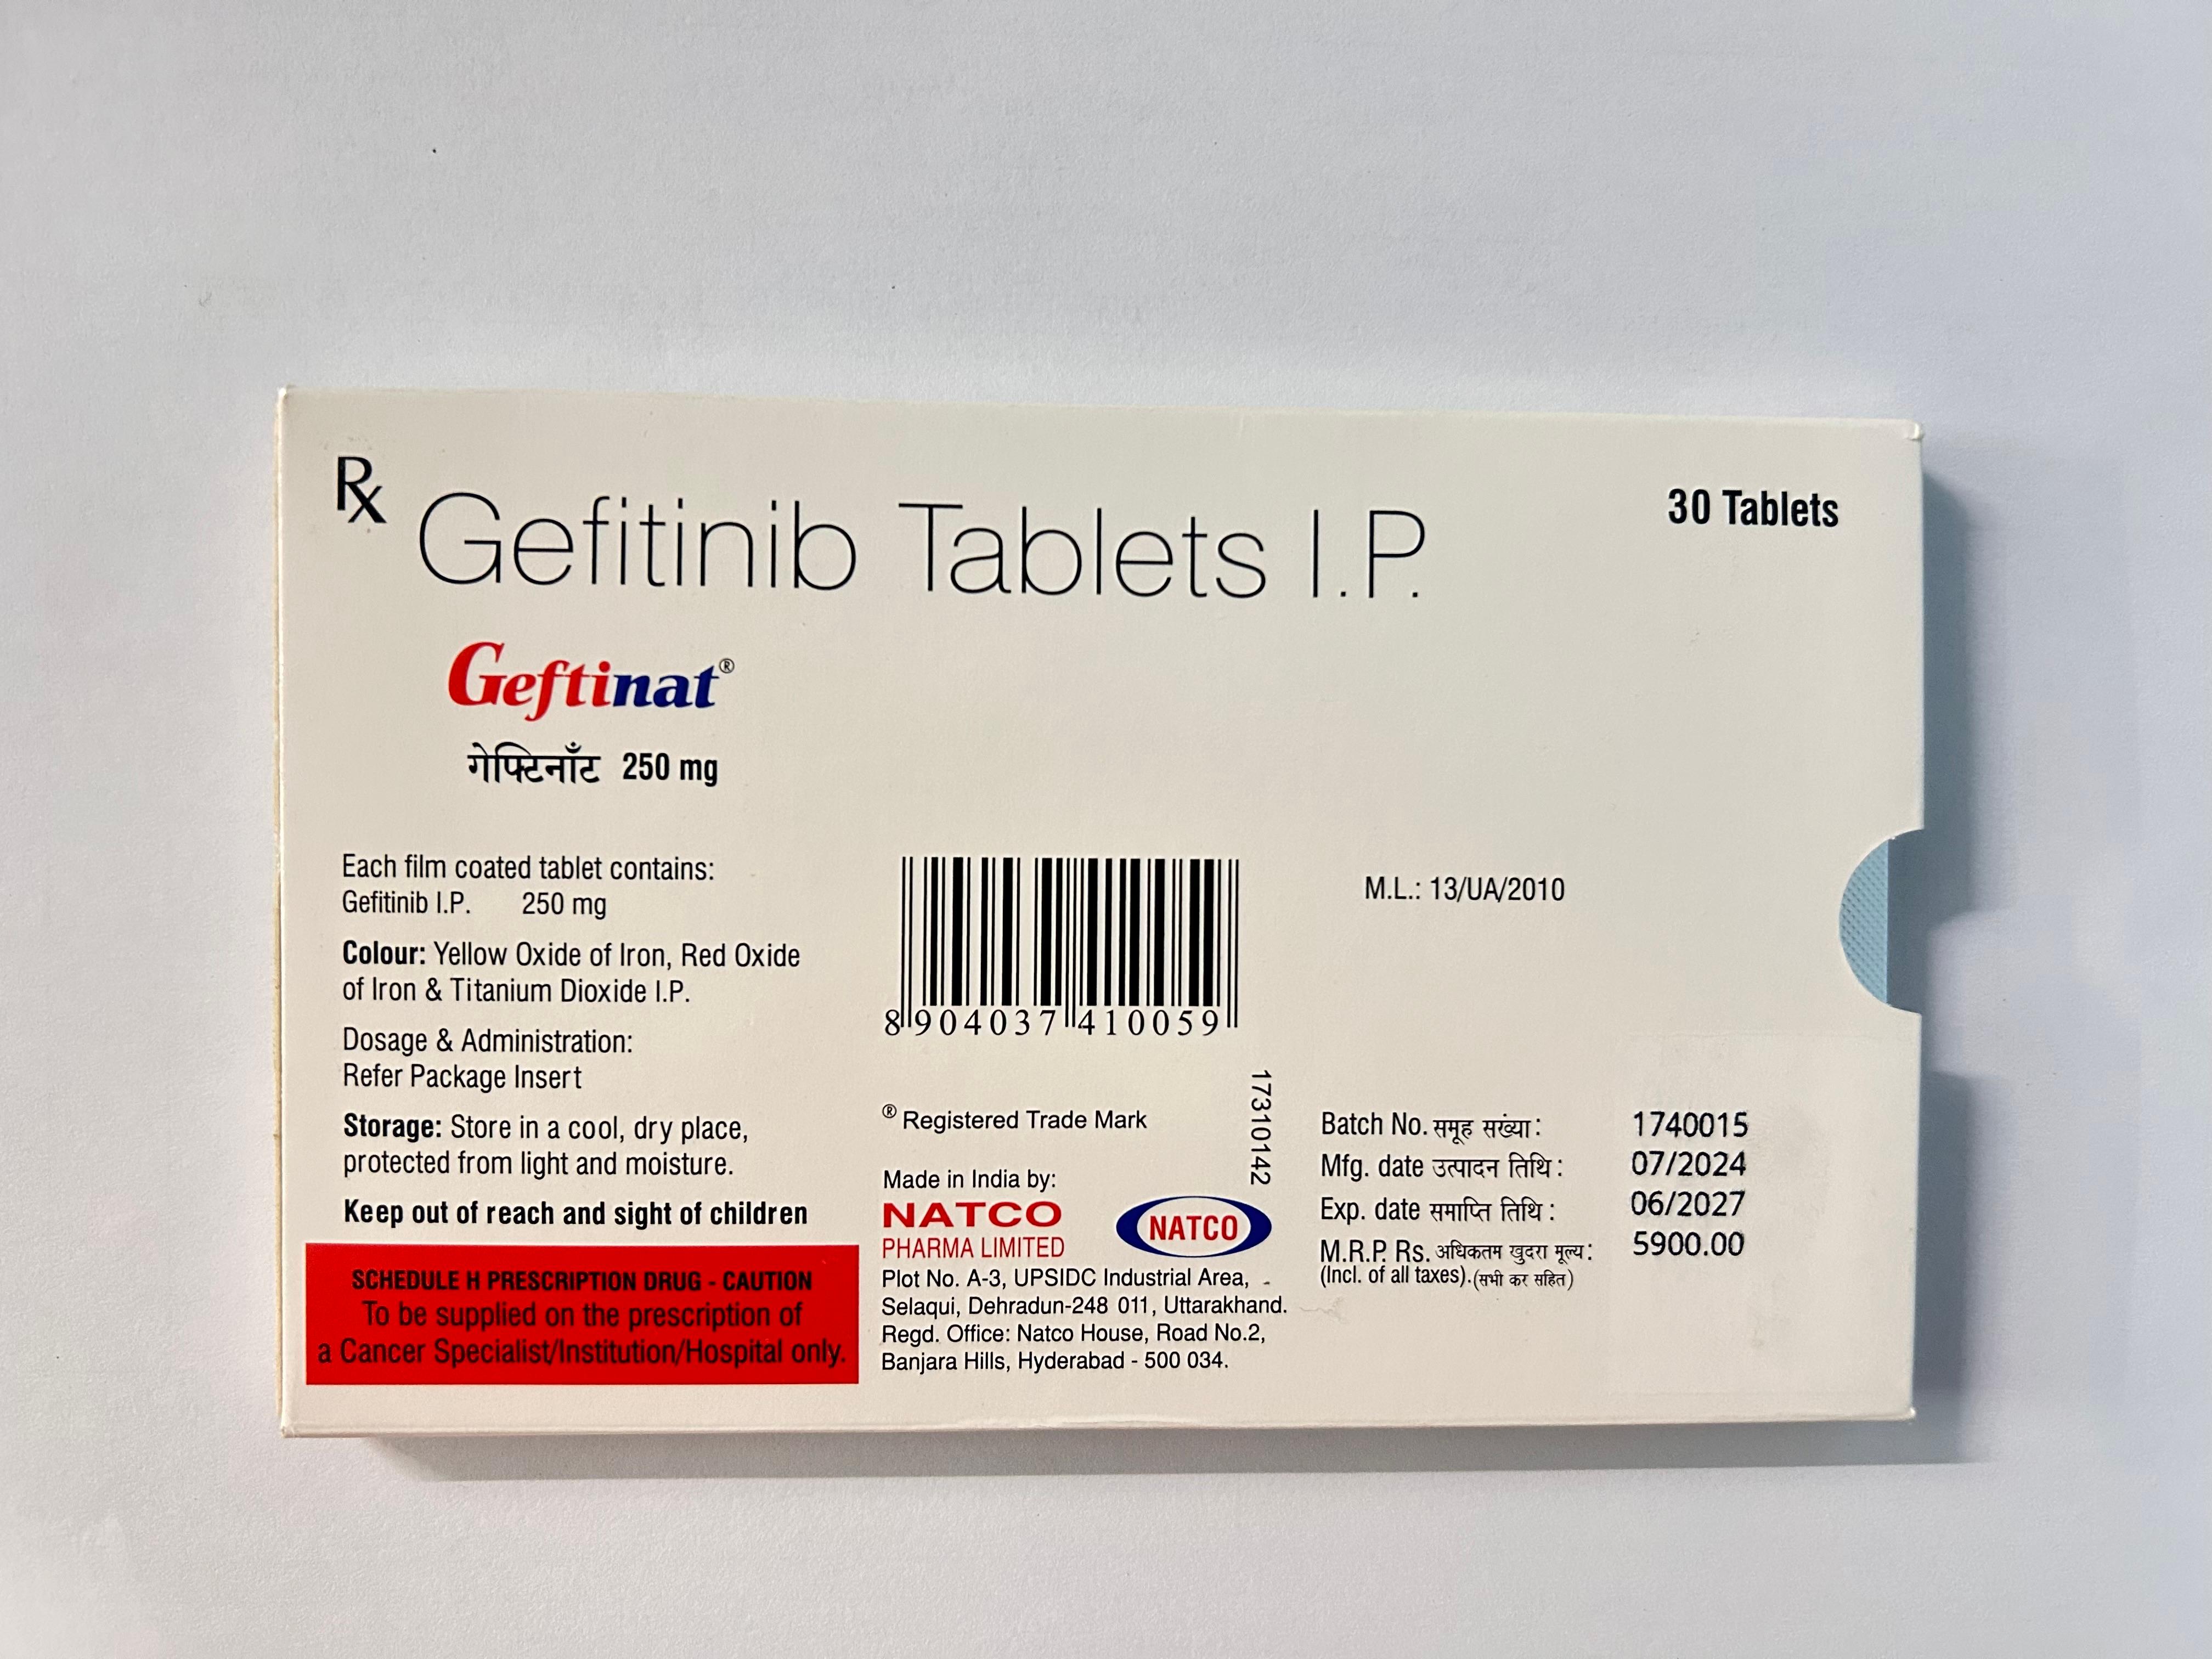 Rx Gefitinib Tablets I.P.
30 Tablets
Geftinat®
गेफ्टिनॉंट 250 mg
Each film coated tablet contains:
Gefitinib I.P. 250 mg
Colour: Yellow Oxide of Iron, Red Oxide
of Iron & Titanium Dioxide I.P.
Dosage & Administration:
Refer Package Insert
Storage: Store in a cool, dry place,
protected from light and moisture.
Keep out of reach and sight of children
SCHEDULE H PRESCRIPTION DRUG - CAUTION
To be supplied on the prescription of
a Cancer Specialist/Institution/Hospital only.
8 904037 410059
17310142
® Registered Trade Mark
Made in India by:
NATCO
PHARMA LIMITED
NATCO
Plot No. A-3, UPSIDC Industrial Area,
Selaqui, Dehradun-248 011, Uttarakhand.
Regd. Office: Natco House, Road No.2,
Banjara Hills, Hyderabad - 500 034.
M.L.: 13/UA/2010
Batch No. समूह सख्ंया : 1740015
Mfg. date उत्पादन तिथि : 07/2024
Exp. date समाप्ति तिथि : 06/2027
M.R.P. Rs. अधिकतम खुदरा मूल्य : 5900.00
(Incl. of all taxes).(सभी कर सहित)